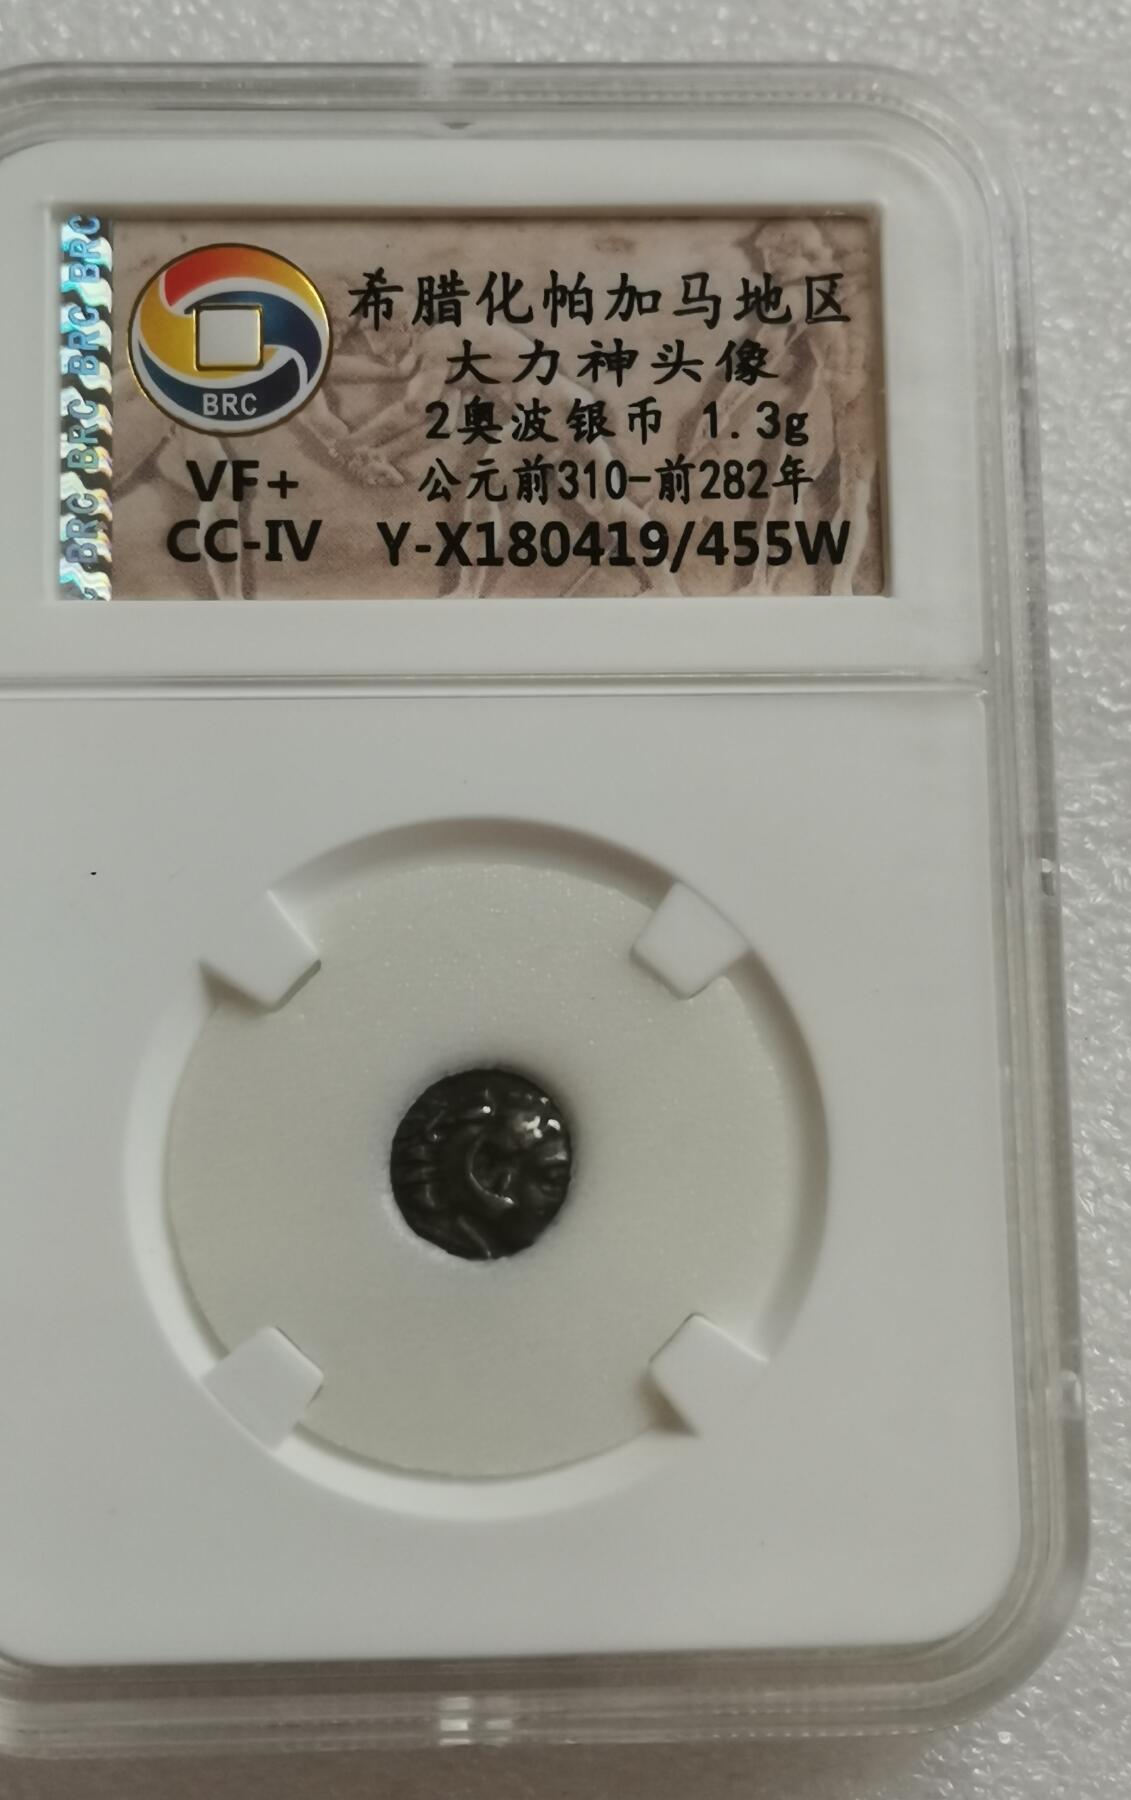 希腊化帕加马地区
大力神头像
2奥波银币 1.3g
公元前310-前282年
VF+
CC-IV Y-X180419/455W
BRC
BRC BRC BRC BRC